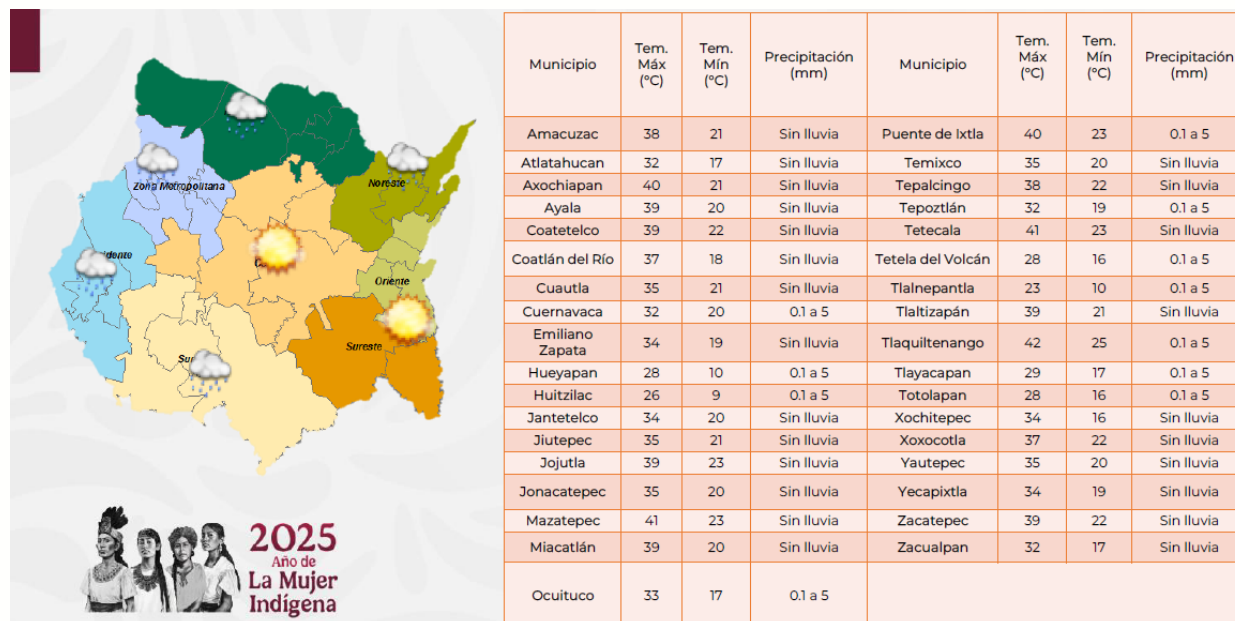 Zona Metropolitana
Noreste
Oriente
Sureste
2025
Año de
La Mujer
Indígena
Municipio Tem. Máx (°C) Tem. Mín (°C) Precipitación (mm) Municipio Tem. Máx (°C) Tem. Mín (°C) Precipitación (mm)
Amacuzac 38 21 Sin lluvia Puente de Ixtla 40 23 0.1 a 5
Atlatahucan 32 17 Sin lluvia Temixco 35 20 Sin lluvia
Axochiapan 40 21 Sin lluvia Tepalcingo 38 22 Sin lluvia
Ayala 39 20 Sin lluvia Tepoztlán 32 19 0.1 a 5
Coatetelco 39 22 Sin lluvia Tetecala 41 23 Sin lluvia
Coatlán del Río 37 18 Sin lluvia Tetela del Volcán 28 16 0.1 a 5
Cuautla 35 21 Sin lluvia Tlalnepantla 23 10 0.1 a 5
Cuernavaca 32 20 0.1 a 5 Tlaltizapán 39 21 Sin lluvia
Emiliano Zapata 34 19 Sin lluvia Tlaquiltenango 42 25 0.1 a 5
Hueyapan 28 10 0.1 a 5 Tlayacapan 29 17 0.1 a 5
Huitzilac 26 9 0.1 a 5 Totolapan 28 16 0.1 a 5
Jantetelco 34 20 Sin lluvia Xochitepec 34 16 Sin lluvia
Jiutepec 35 21 Sin lluvia Xoxocotla 37 22 Sin lluvia
Jojutla 39 23 Sin lluvia Yautepec 35 20 Sin lluvia
Jonacatepec 35 20 Sin lluvia Yecapixtla 34 19 Sin lluvia
Mazatepec 41 23 Sin lluvia Zacatepec 39 22 Sin lluvia
Miacatlán 39 20 Sin lluvia Zacualpan 32 17 Sin lluvia
Ocuituco 33 17 0.1 a 5